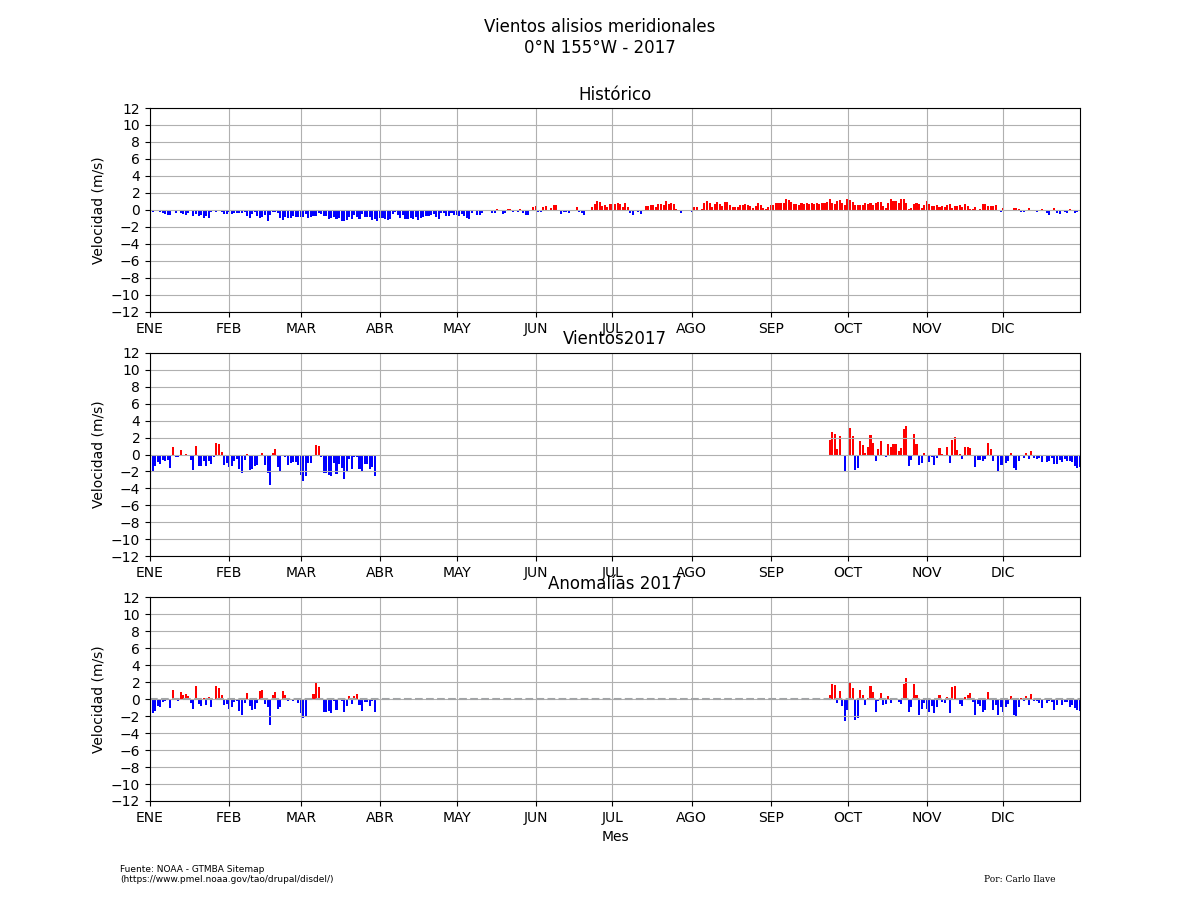 Vientos alisios meridionales
0°N 155°W - 2017
Histórico
12
10
8
6
4
2
0
−2
−4
−6
−8
−10
−12
Velocidad (m/s)
ENE FEB MAR ABR MAY JUN JUL AGO SEP OCT NOV DIC
Vientos2017
12
10
8
6
4
2
0
−2
−4
−6
−8
−10
−12
Velocidad (m/s)
ENE FEB MAR ABR MAY JUN JUL AGO SEP OCT NOV DIC
Anomalías 2017
12
10
8
6
4
2
0
−2
−4
−6
−8
−10
−12
Velocidad (m/s)
ENE FEB MAR ABR MAY JUN JUL AGO SEP OCT NOV DIC
Mes
Fuente: NOAA - GTMBA Sitemap
(https://www.pmel.noaa.gov/tao/drupal/disdel/)
Por: Carlo Ilave